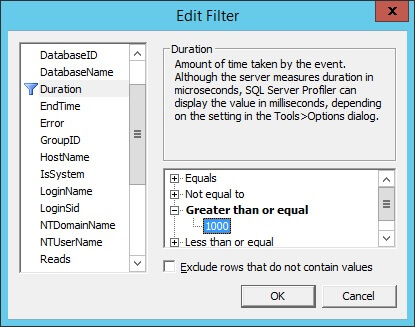 Edit Filter
x
DatabaseID
DatabaseName
Duration
EndTime
Error
GroupID
HostName
IsSystem
LoginName
LoginSid
NTDomainName
NTUserName
Reads
Duration
Amount of time taken by the event.
Although the server measures duration in
microseconds, SQL Server Profiler can
display the value in milliseconds, depending
on the setting in the Tools>Options dialog.
Equals
Not equal to
Greater than or equal
1000
Less than or equal
Exclude rows that do not contain values
OK
Cancel